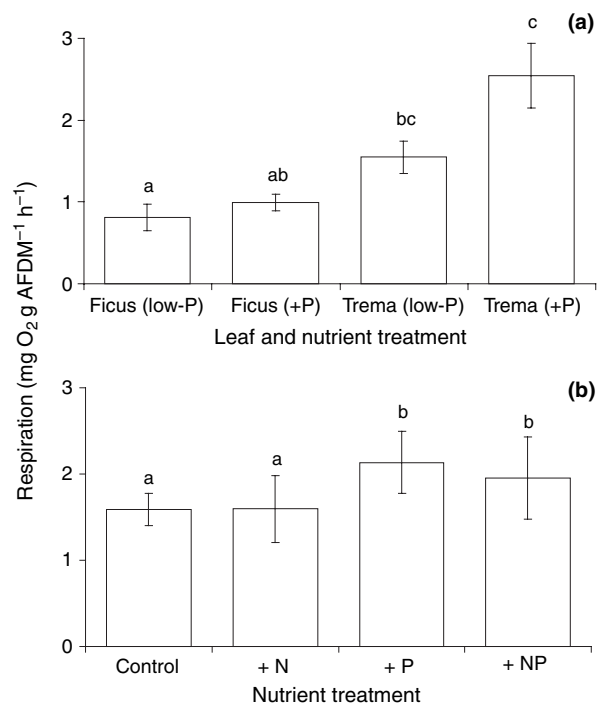 (a)
3
2
1
0
a
ab
bc
c
Ficus (low-P) Ficus (+P) Trema (low-P) Trema (+P)
Leaf and nutrient treatment
Respiration (mg O₂ g AFDM⁻¹ h⁻¹)
(b)
3
2
1
0
a
a
b
b
Control + N + P + NP
Nutrient treatment